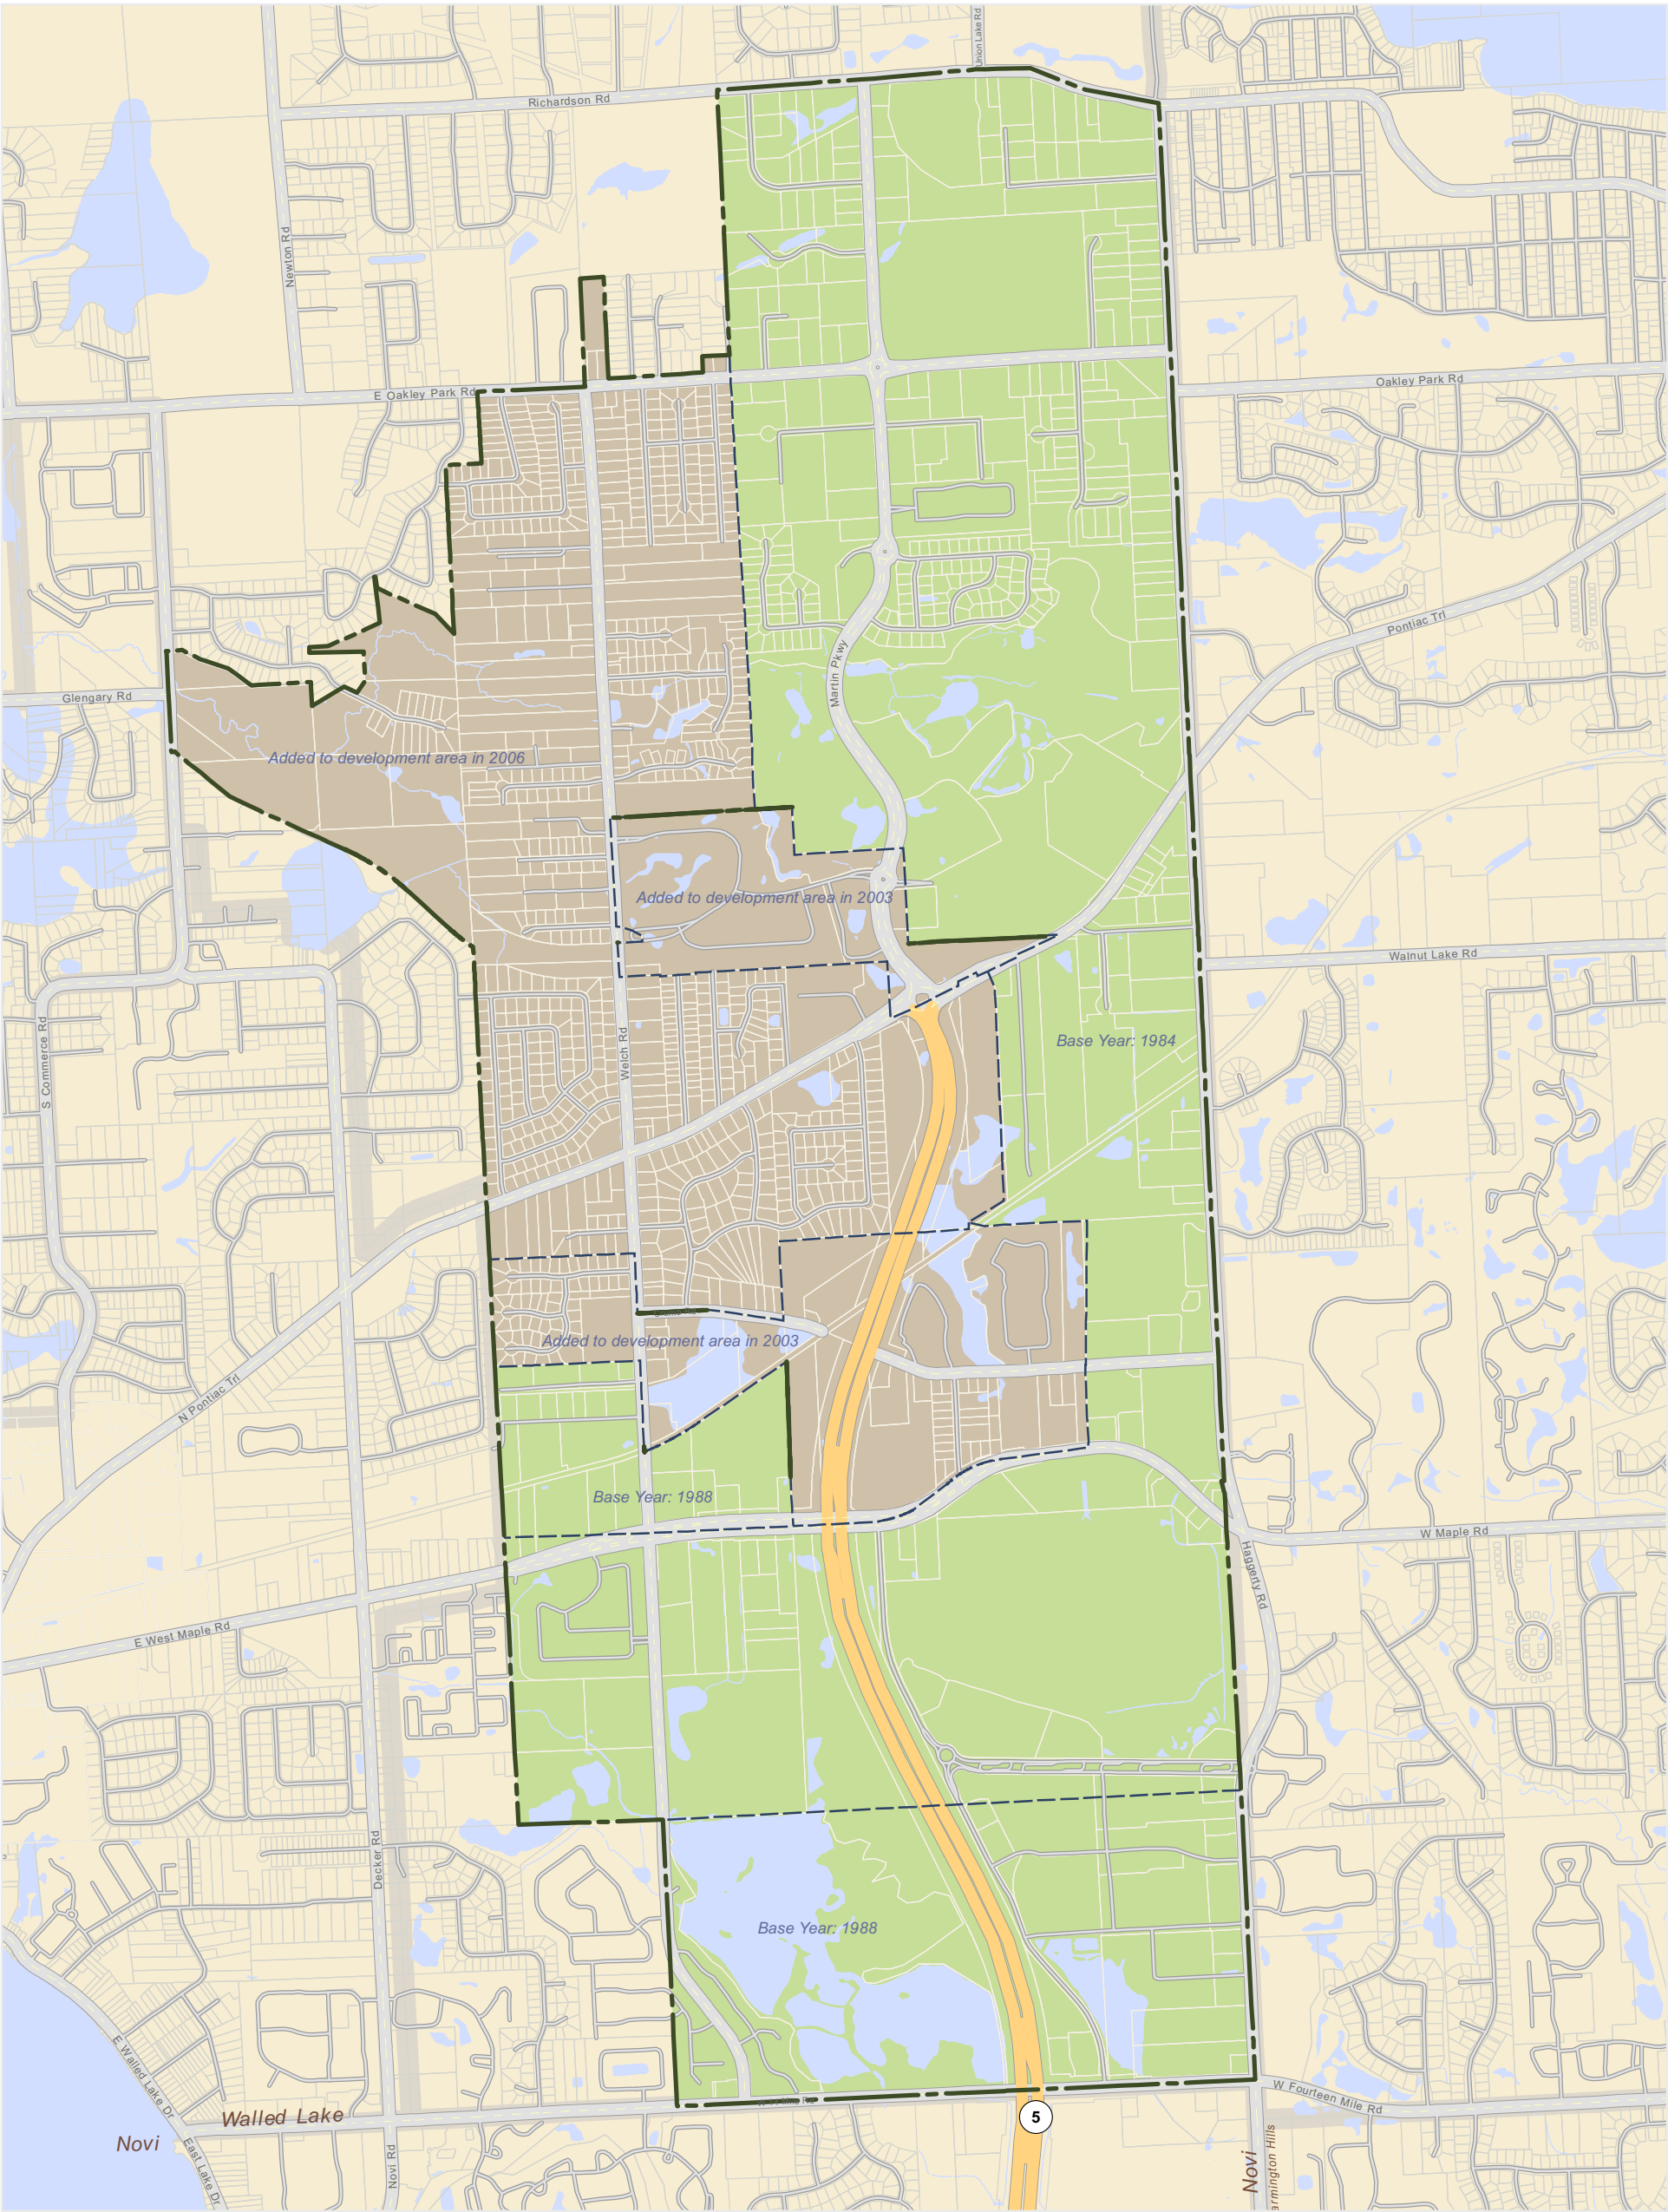 Union Lake Rd
Richardson Rd
Newton Rd
Oakley Park Rd
E Oakley Park Rd
Pontiac Trl
Martin Pkwy
Glengary Rd
Added to development area in 2006
Added to development area in 2003
Walnut Lake Rd
Base Year: 1984
S Commerce Rd
Welch Rd
Added to development area in 2003
N Pontiac Trl
Base Year: 1988
W Maple Rd
Haggerty Rd
E West Maple Rd
Decker Rd
Base Year: 1988
E Walled Lake Dr
W Fourteen Mile Rd
Walled Lake
5
Novi
East Lake Dr
Novi Rd
Novi
armington Hills